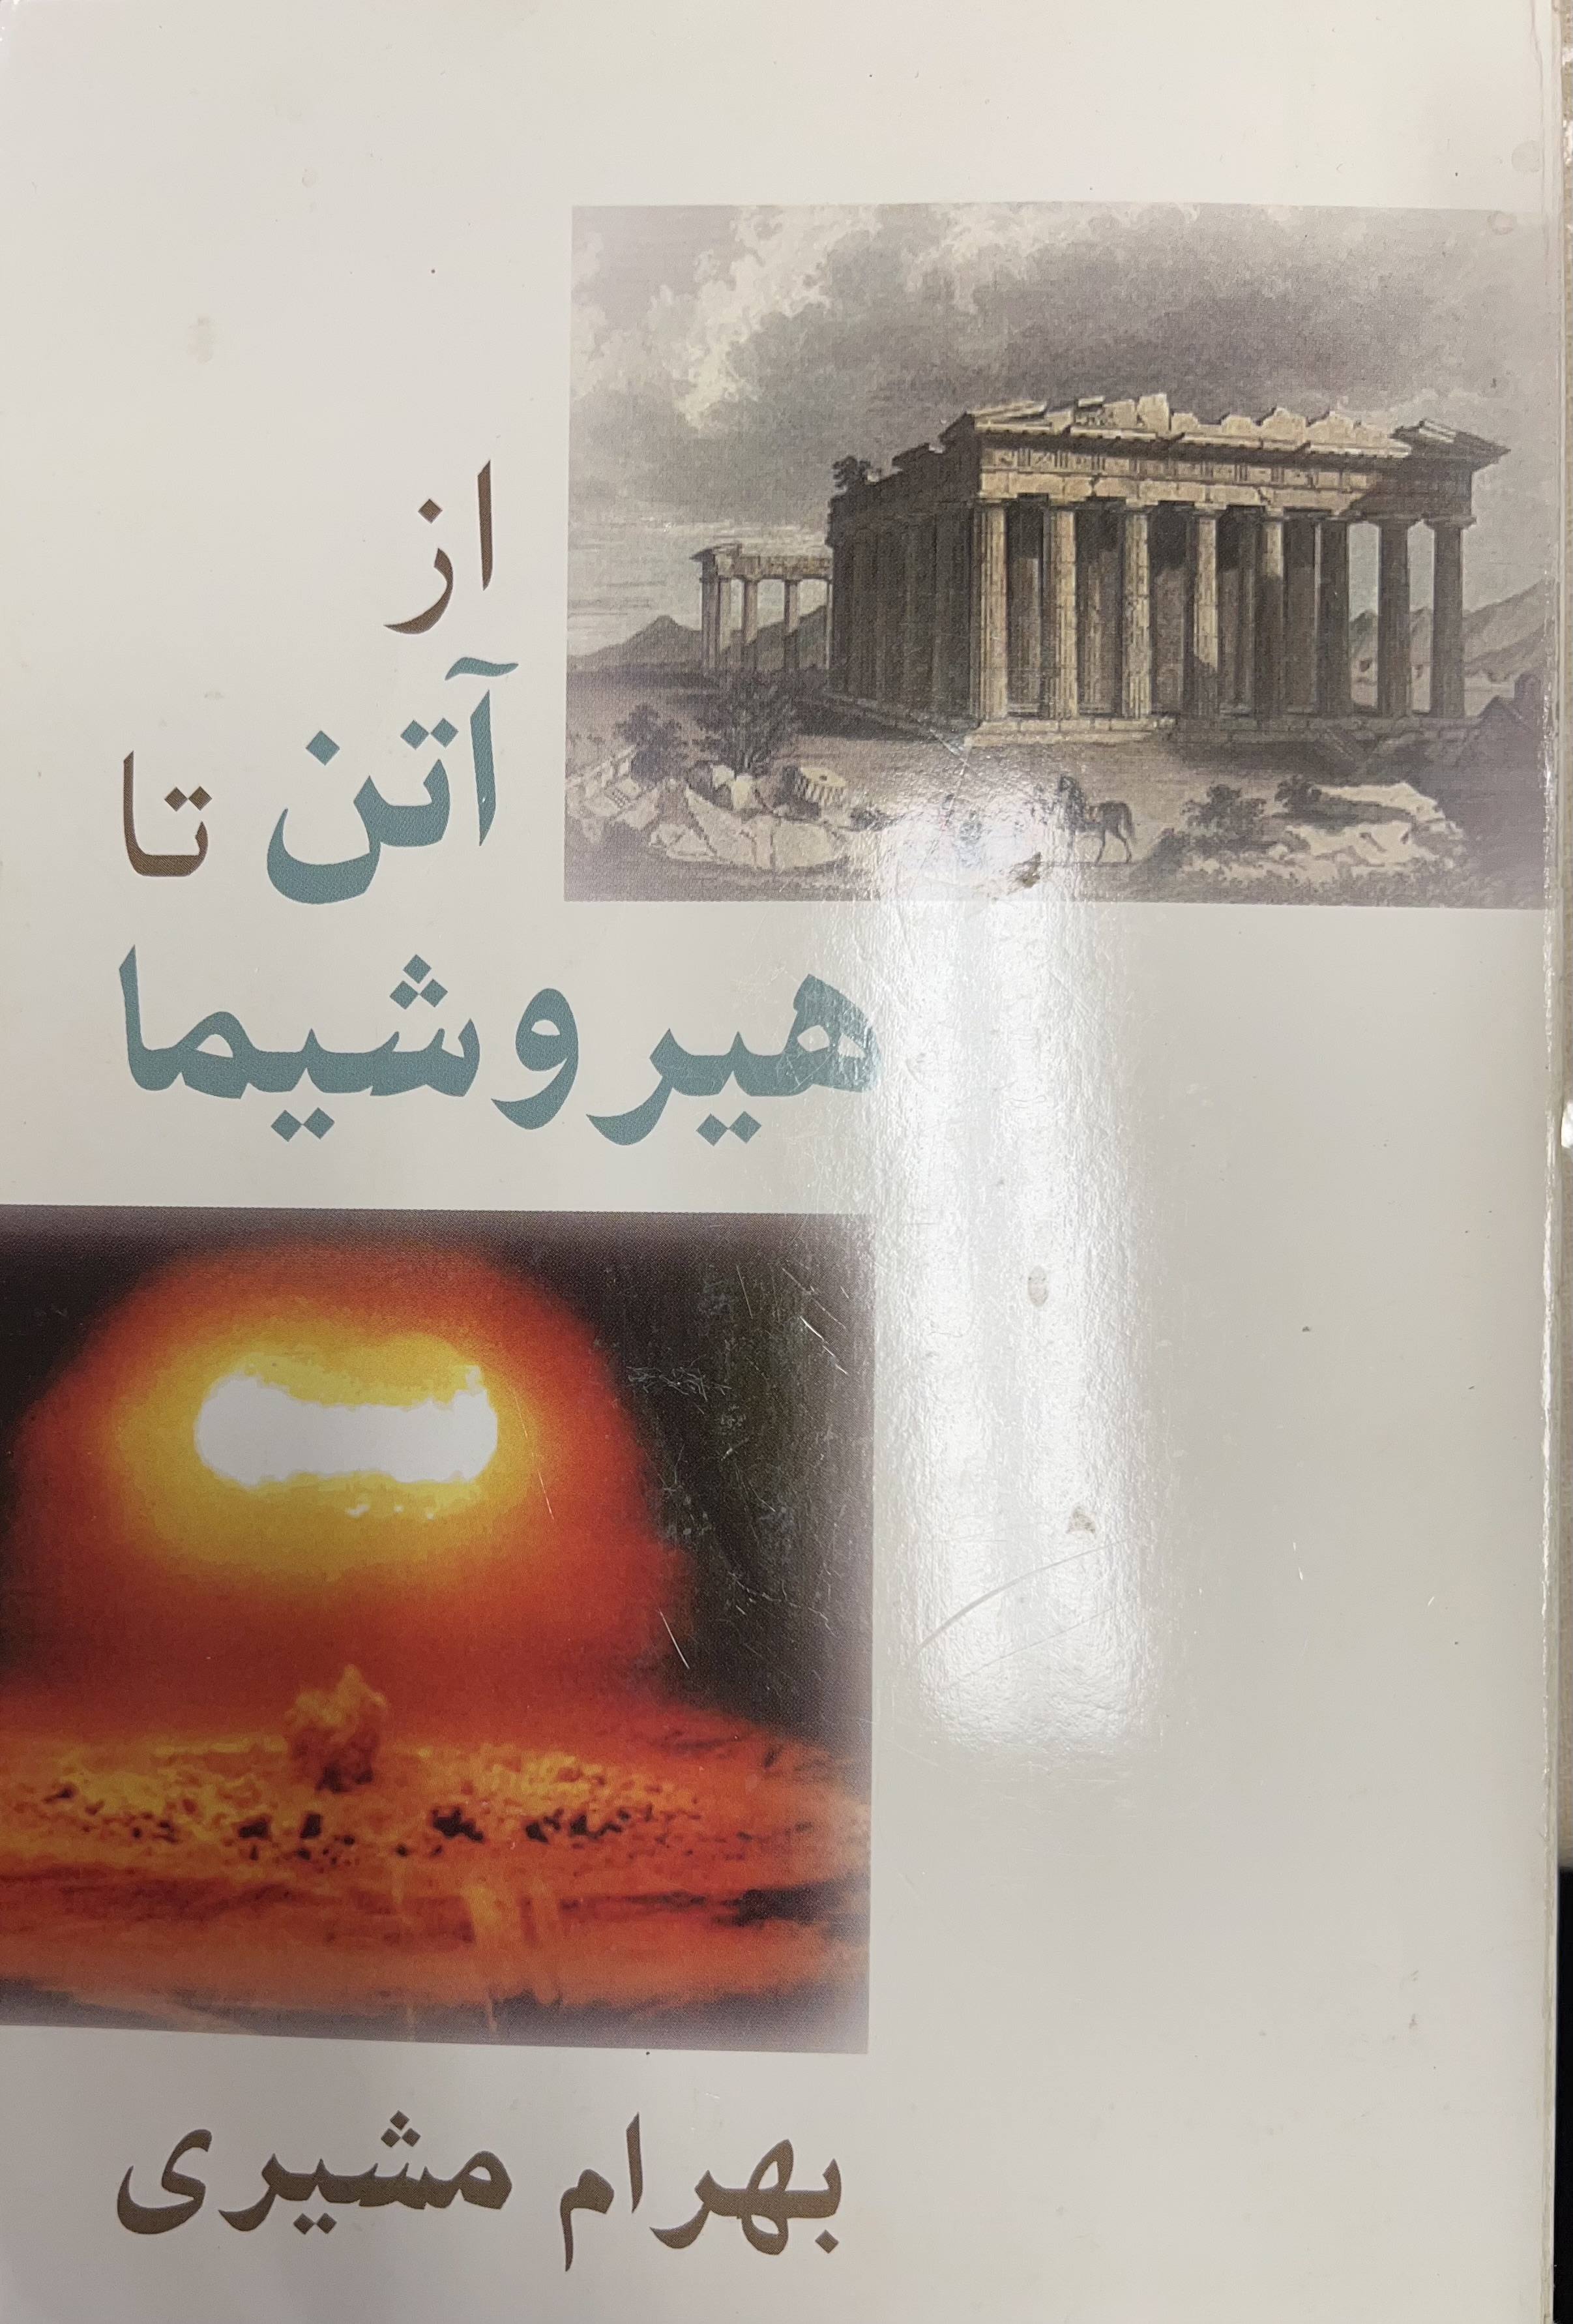 از
آتن تا
هیروشیما
بهرام مشیری